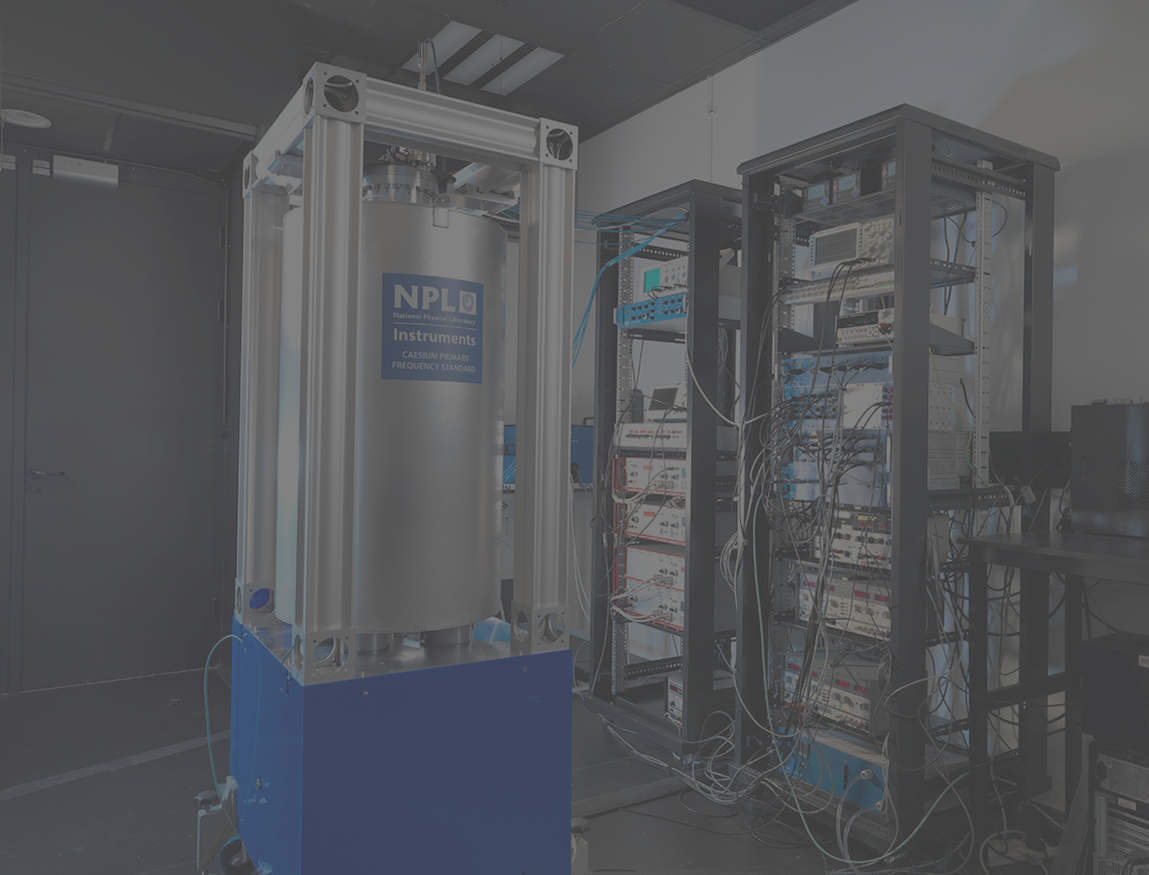 NPL
National Physical Laboratory
Instruments
CAESIUM PRIMARY
FREQUENCY STANDARD